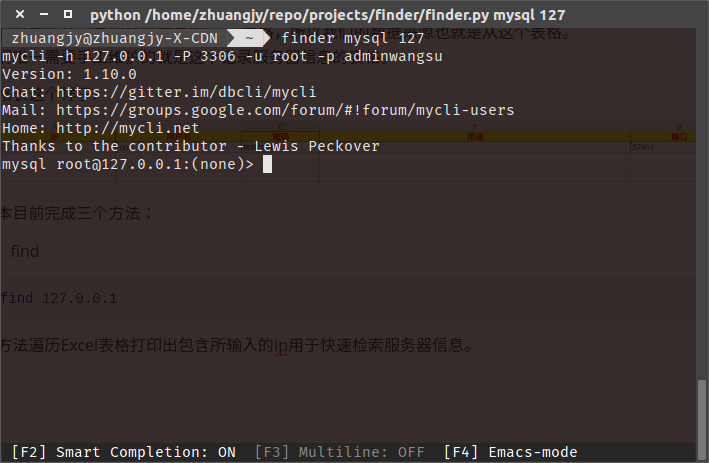 python /home/zhuangjy/repo/projects/finder/finder.py mysql 127
zhuangjy@Zhuangjy-X-CDN ~ finder mysql 127
mycli -h 127.0.0.1 -P 3306 -u root -p adminwangsu
Version: 1.10.0
Chat: https://gitter.im/dbcli/mycli
Mail: https://groups.google.com/forum/#!forum/mycli-users
Home: http://mycli.net
Thanks to the contributor - Lewis Peckover
mysql root@127.0.0.1:(none)>
本目前完成三个方法：
find
find 127.0.0.1
方法遍历Excel表格打印出包含所输入的ip用于快速检索服务器信息。
[F2] Smart Completion: ON [F3] Multiline: OFF [F4] Emacs-mode